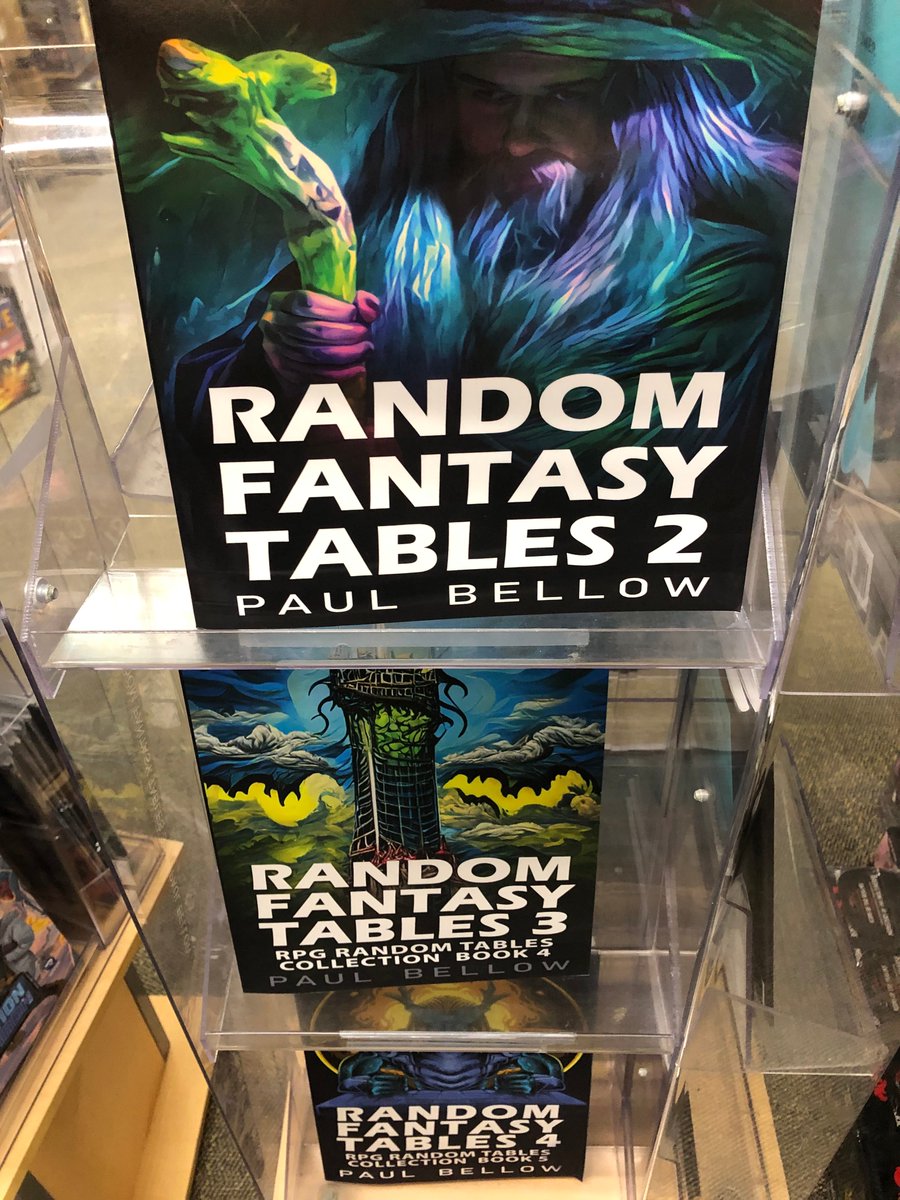 RANDOM
FANTASY
TABLES 2
PAUL BELLOW
RANDOM
FANTASY
TABLES 3
RPG RANDOM TABLES
COLLECTION BOOK 4
PAUL BELLOW
RANDOM
FANTASY
TABLES 4
RPG RANDOM TABLES
COLLECTION BOOK 5
PAUL BELLOW